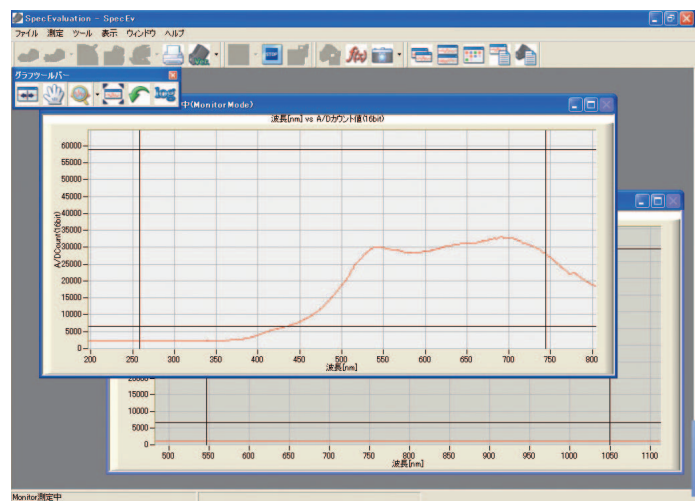 SpecEvaluation - SpecEv
ファイル 測定 ツール 表示 ウィンドウ ヘルプ
STOP
f(x)
グラフツールバー
log
中(MonitorMode)
波長[nm] vs A/Dカウント値(16bit)
A/DCount(16bit)
60000
55000
50000
45000
40000
35000
30000
25000
20000
15000
10000
5000
0
200 250 300 350 400 450 500 550 600 650 700 750 800
波長[nm]
20000
15000
10000
5000
0
500 550 600 650 700 750 800 850 900 950 1000 1050 1100
波長[nm]
Monitor測定中